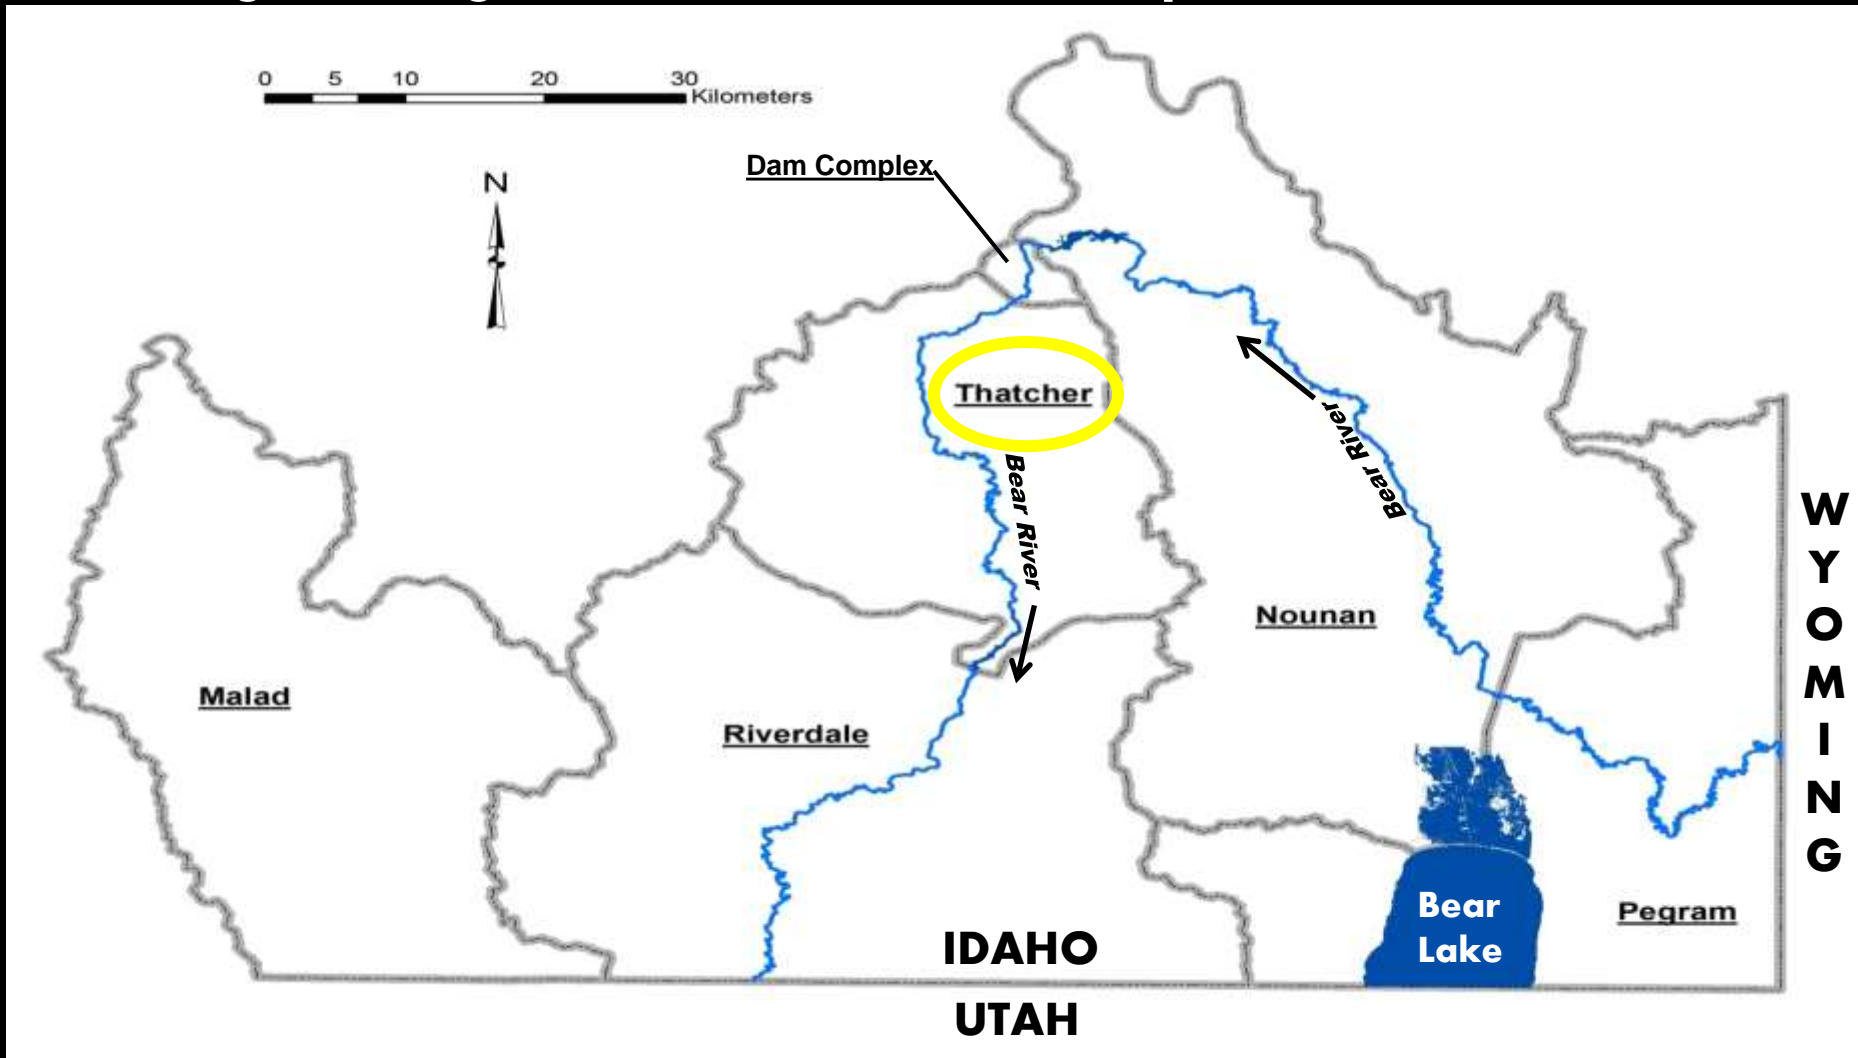 0 5 10 20 30
Kilometers
N
Dam Complex
Thatcher
Bear River
Bear River
Nounan
Malad
Riverdale
Bear
Lake
Pegram
IDAHO
UTAH
WYOMING